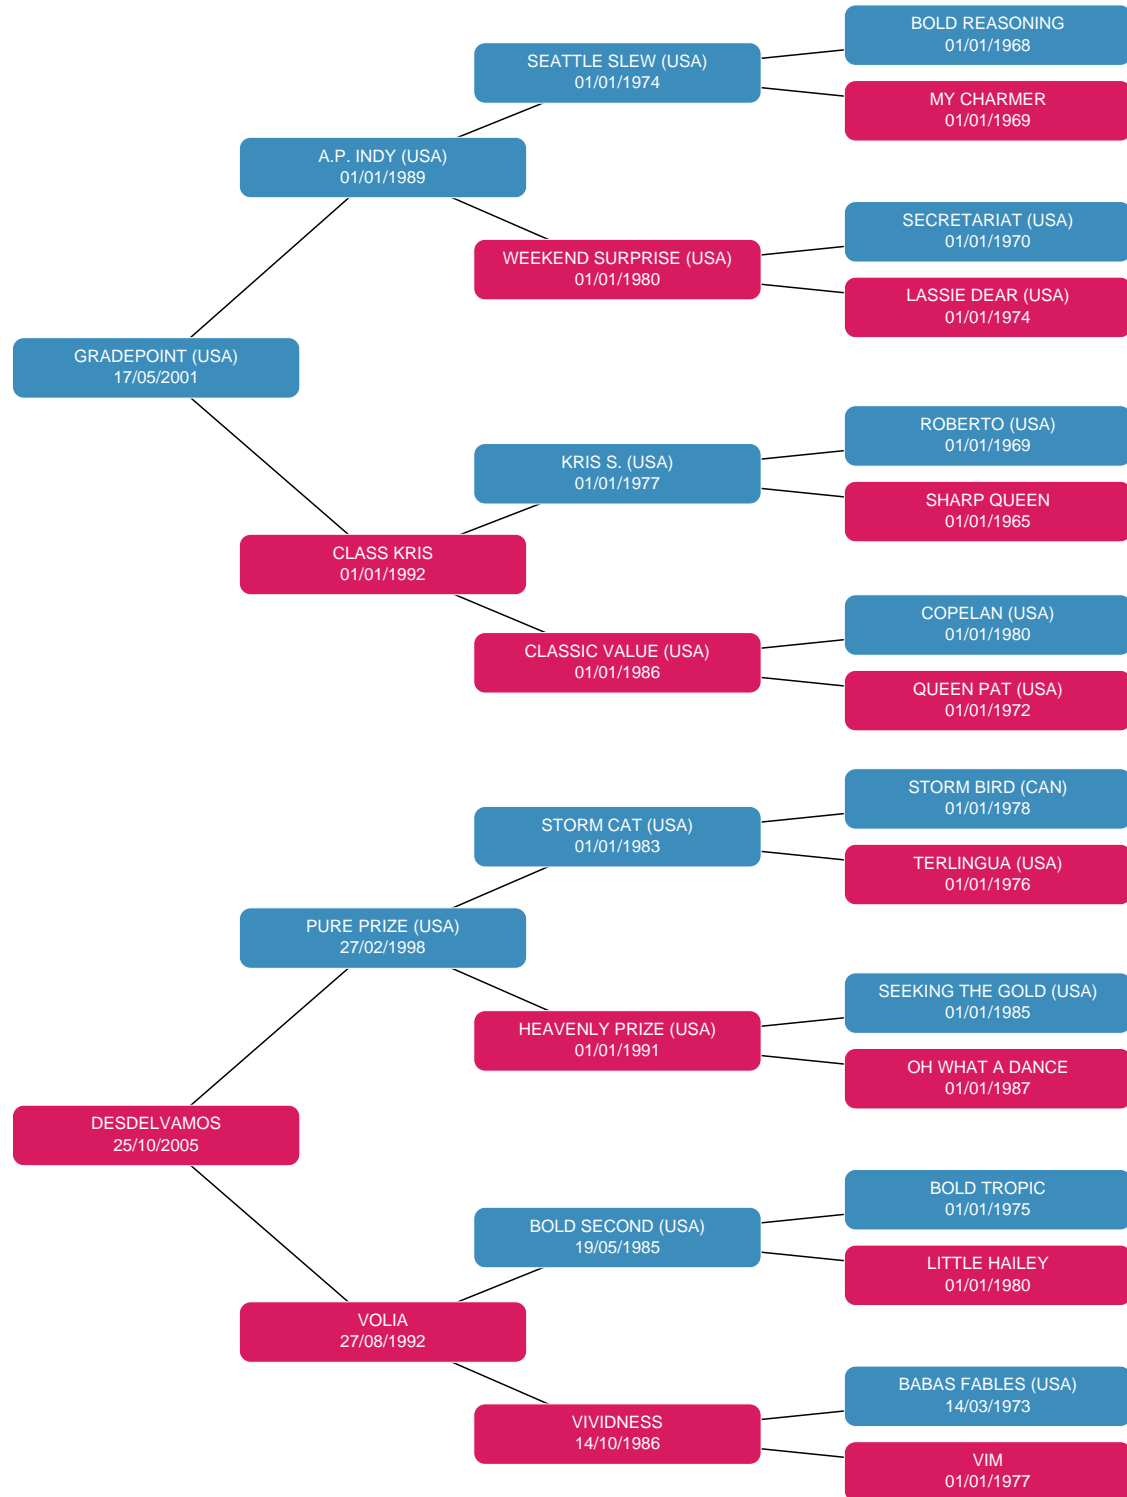 BOLD REASONING
01/01/1968
SEATTLE SLEW (USA)
01/01/1974
MY CHARMER
01/01/1969
A.P. INDY (USA)
01/01/1989
SECRETARIAT (USA)
01/01/1970
WEEKEND SURPRISE (USA)
01/01/1980
LASSIE DEAR (USA)
01/01/1974
GRADEPOINT (USA)
17/05/2001
ROBERTO (USA)
01/01/1969
KRIS S. (USA)
01/01/1977
SHARP QUEEN
01/01/1965
CLASS KRIS
01/01/1992
COPELAN (USA)
01/01/1980
CLASSIC VALUE (USA)
01/01/1986
QUEEN PAT (USA)
01/01/1972
STORM BIRD (CAN)
01/01/1978
STORM CAT (USA)
01/01/1983
TERLINGUA (USA)
01/01/1976
PURE PRIZE (USA)
27/02/1998
SEEKING THE GOLD (USA)
01/01/1985
HEAVENLY PRIZE (USA)
01/01/1991
OH WHAT A DANCE
01/01/1987
DESDELVAMOS
25/10/2005
BOLD TROPIC
01/01/1975
BOLD SECOND (USA)
19/05/1985
LITTLE HAILEY
01/01/1980
VOLIA
27/08/1992
BABAS FABLES (USA)
14/03/1973
VIVIDNESS
14/10/1986
VIM
01/01/1977